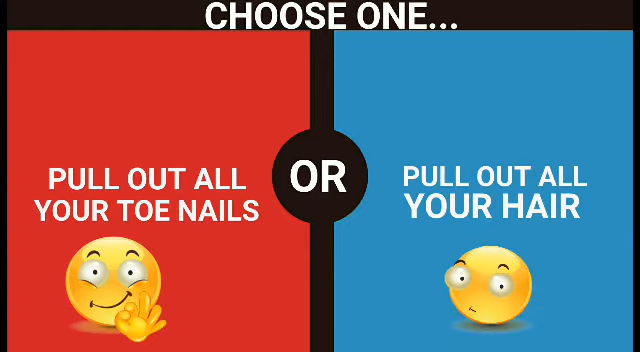 CHOOSE ONE...
PULL OUT ALL
YOUR TOE NAILS
OR
PULL OUT ALL
YOUR HAIR